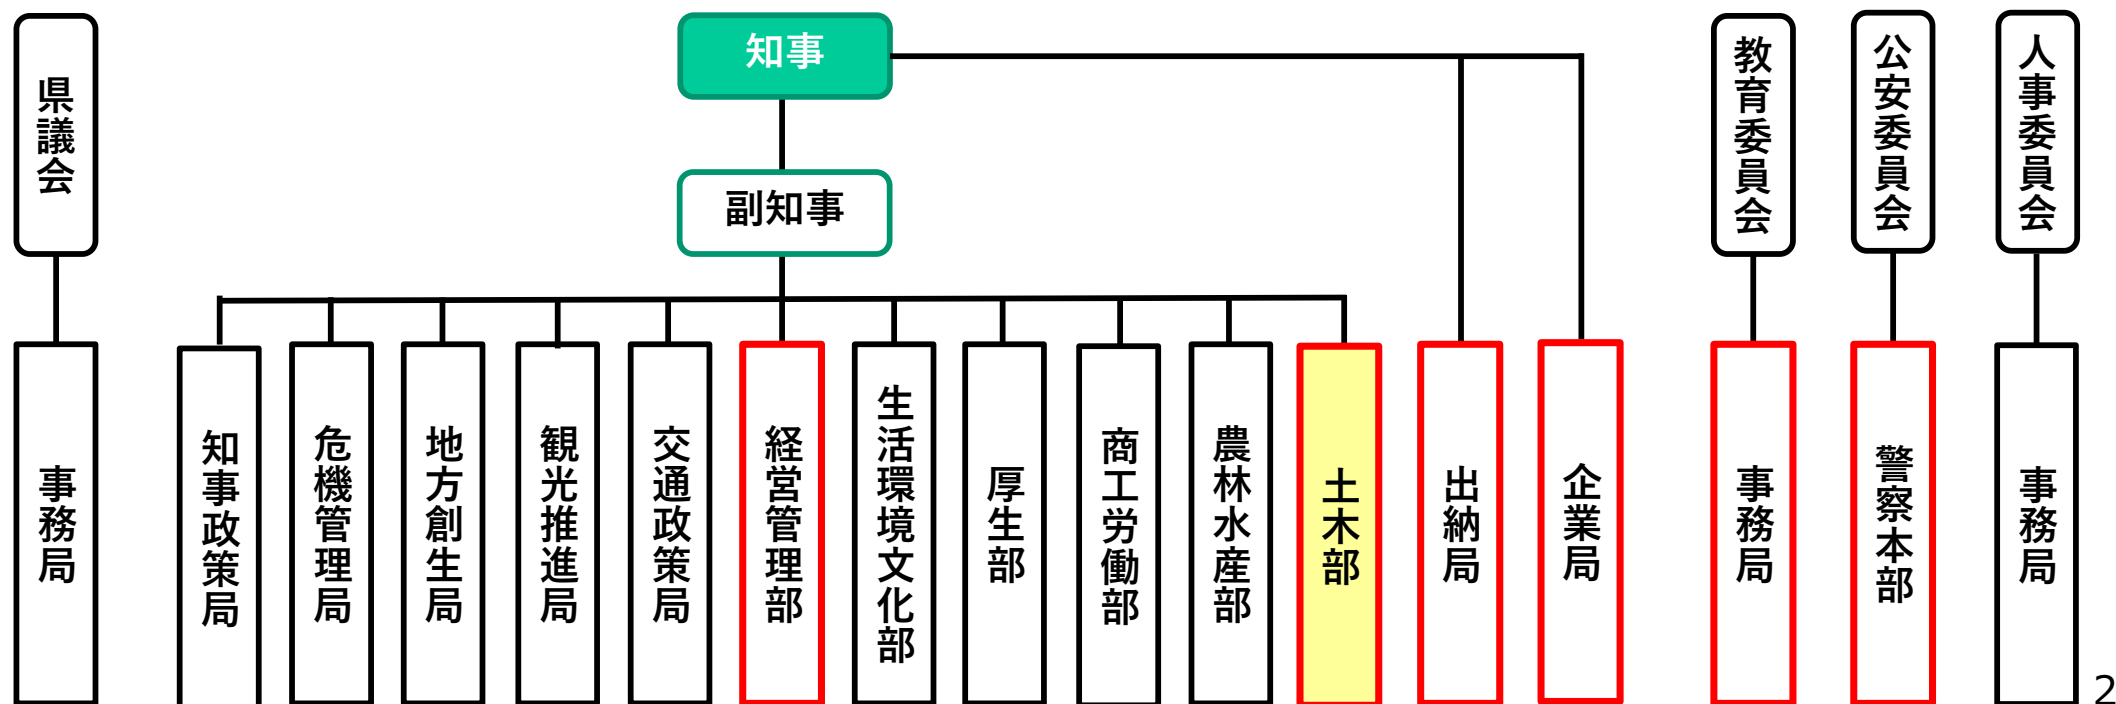 知事
副知事
県議会
教育委員会
公安委員会
人事委員会
事務局
知事政策局
危機管理局
地方創生局
観光推進局
交通政策局
経営管理部
生活環境文化部
厚生部
商工労働部
農林水産部
土木部
出納局
企業局
事務局
警察本部
事務局
2